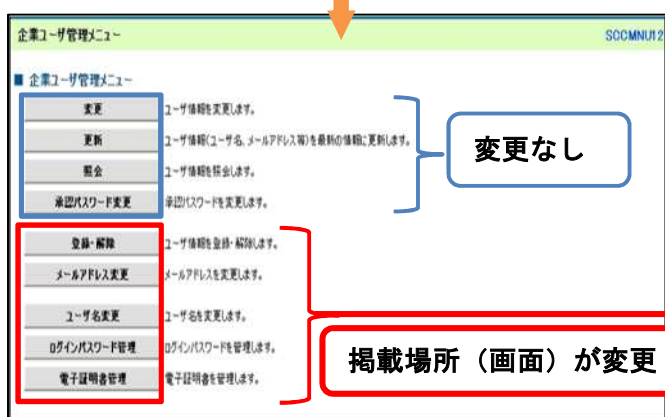 企業ユーザ管理メニュー SCCMNU12
■ 企業ユーザ管理メニュー
変更 ユーザ情報を変更します。
更新 ユーザ情報(ユーザ名、メールアドレス等)を最新の情報に更新します。
照会 ユーザ情報を照会します。
承認パスワード変更 承認パスワードを変更します。
変更なし
登録・解除 ユーザ情報を登録・解除します。
メールアドレス変更 メールアドレスを変更します。
ユーザ名変更 ユーザ名を変更します。
ログインパスワード管理 ログインパスワードを管理します。
電子証明書管理 電子証明書を管理します。
掲載場所（画面）が変更